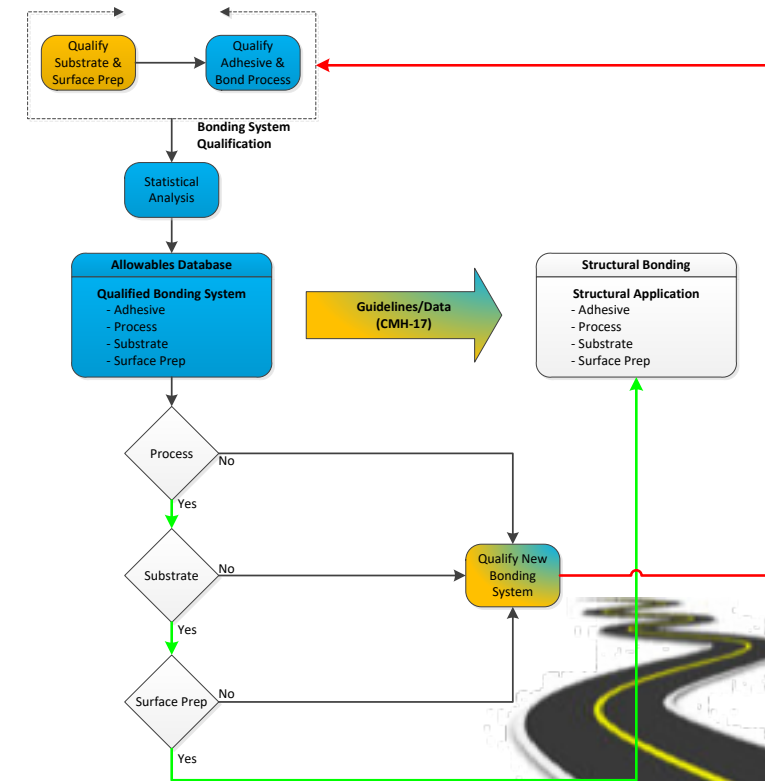 Qualify
Substrate &
Surface Prep
Qualify
Adhesive &
Bond Process
Bonding System
Qualification
Statistical
Analysis
Allowables Database
Qualified Bonding System
- Adhesive
- Process
- Substrate
- Surface Prep
Guidelines/Data
(CMH-17)
Structural Bonding
Structural Application
- Adhesive
- Process
- Substrate
- Surface Prep
Process
No
Yes
Substrate
No
Qualify New
Bonding
System
Yes
Surface Prep
No
Yes